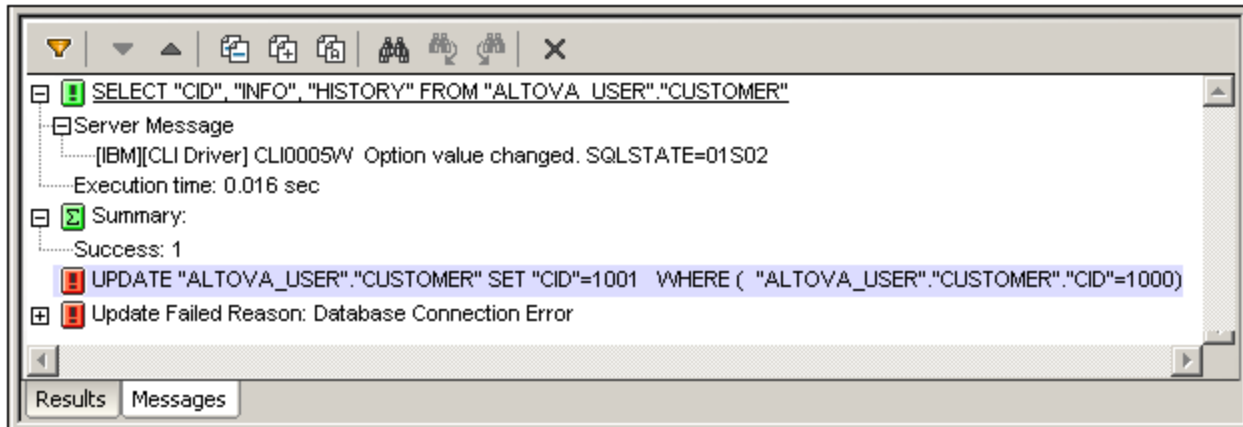 SELECT "CID", "INFO", "HISTORY" FROM "ALTOVA_USER"."CUSTOMER"
Server Message
[IBM][CLI Driver] CLI0005W  Option value changed. SQLSTATE=01S02
Execution time: 0.016 sec
Summary:
Success: 1
UPDATE "ALTOVA_USER"."CUSTOMER" SET "CID"=1001   WHERE (  "ALTOVA_USER"."CUSTOMER"."CID"=1000)
Update Failed Reason: Database Connection Error
Results Messages